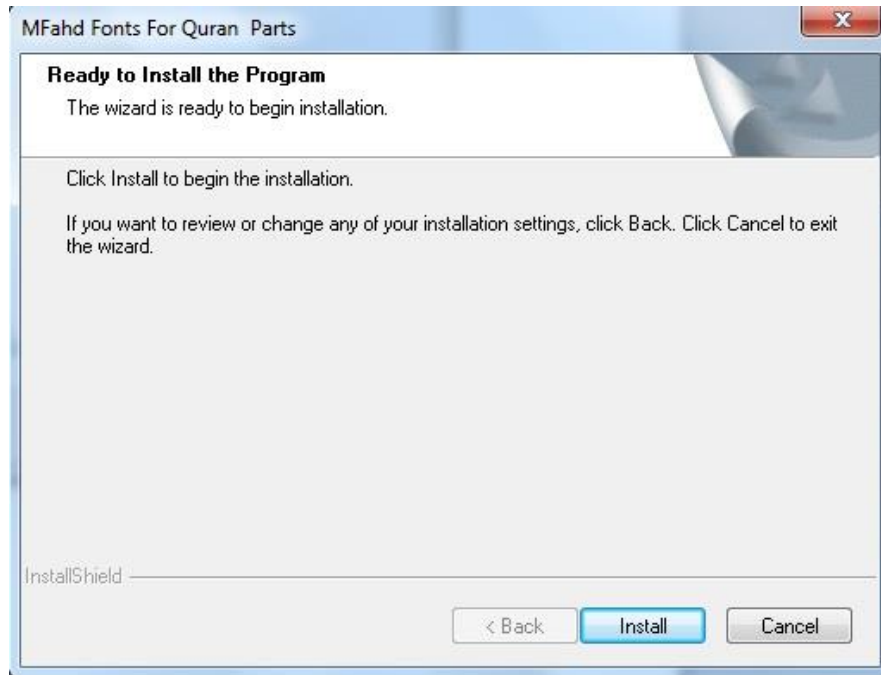 MFahd Fonts For Quran  Parts
Ready to Install the Program
The wizard is ready to begin installation.
Click Install to begin the installation.
If you want to review or change any of your installation settings, click Back. Click Cancel to exit
the wizard.
InstallShield
< Back
Install
Cancel